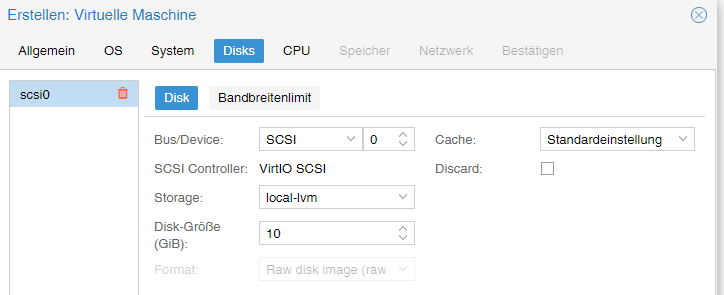 Erstellen: Virtuelle Maschine
Allgemein OS System Disks CPU Speicher Netzwerk Bestätigen
scsi0
Disk Bandbreitenlimit
Bus/Device: SCSI 0 Cache: Standardeinstellung
SCSI Controller: VirtIO SCSI Discard:
Storage: local-lvm
Disk-Größe
(GiB): 10
Format: Raw disk image (raw